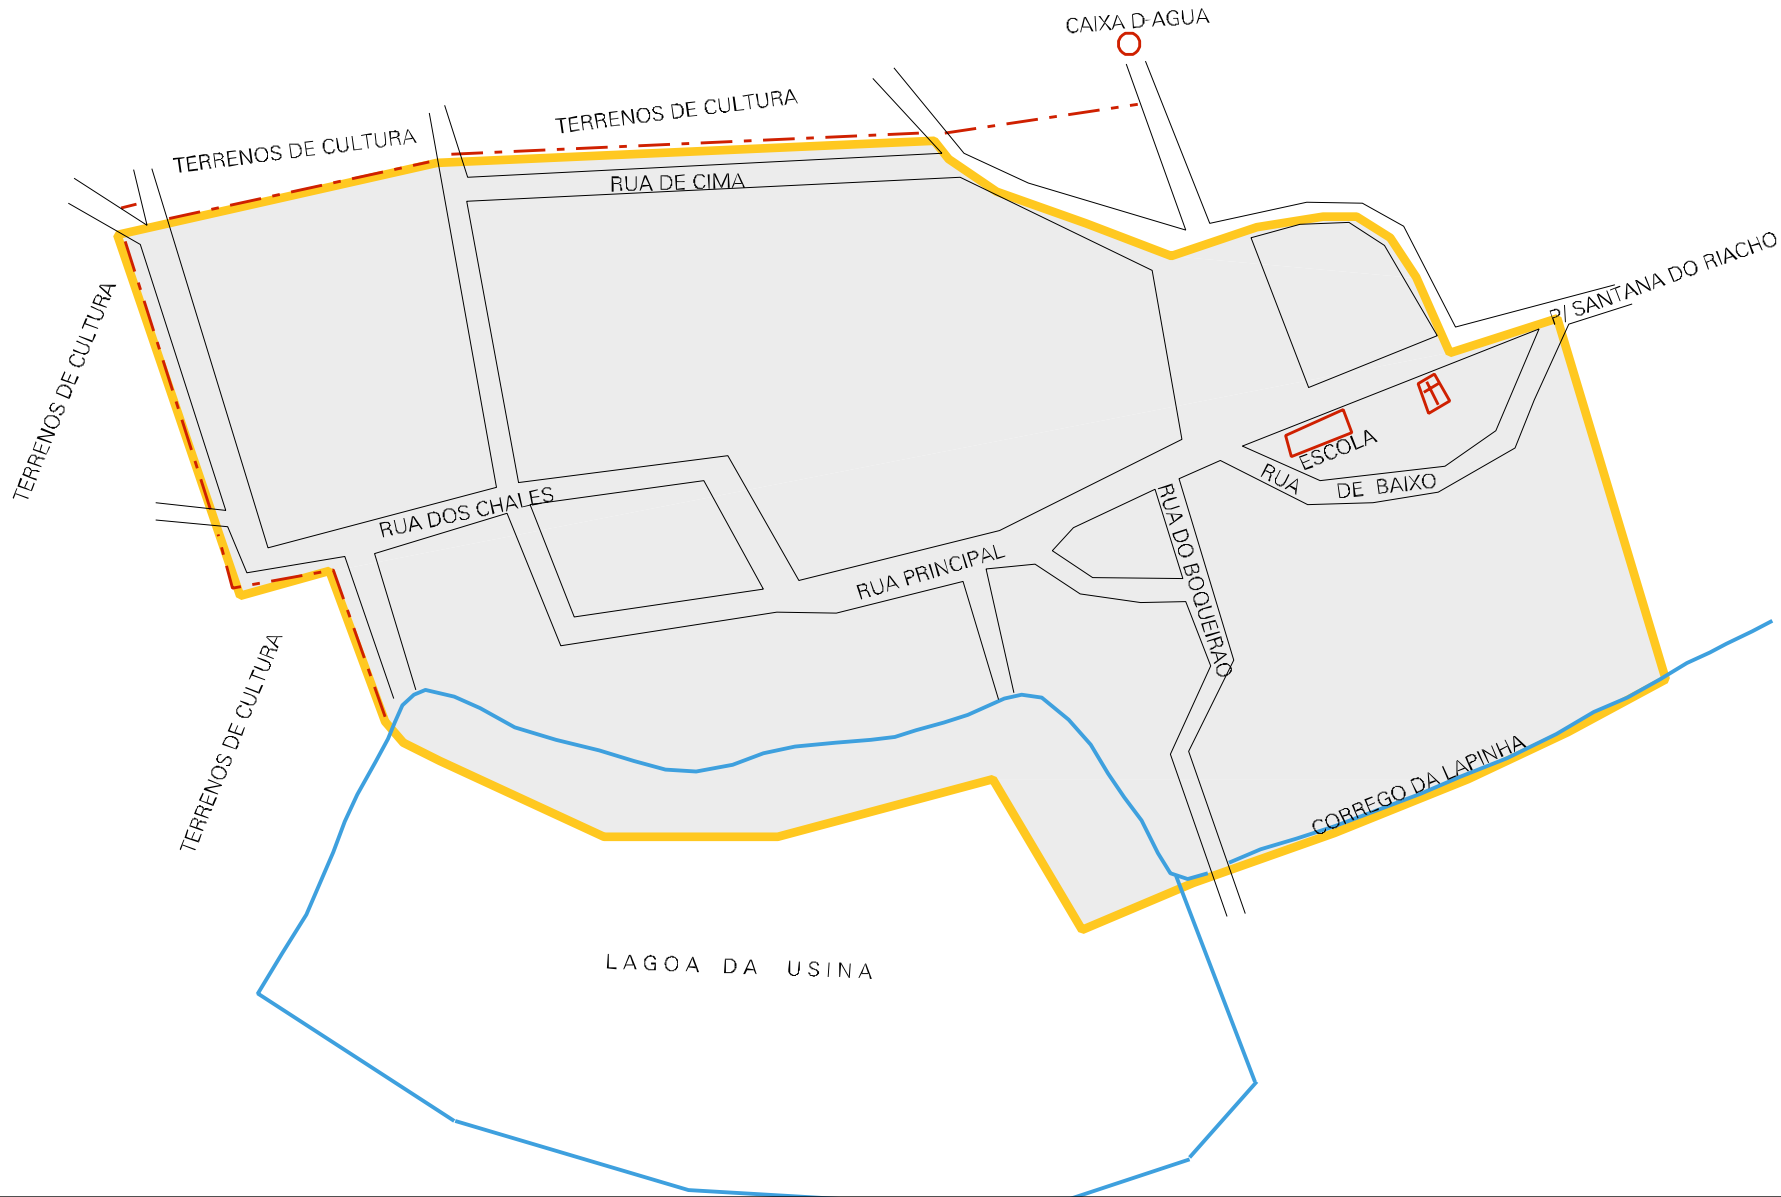 CAIXA D-AGUA
TERRENOS DE CULTURA
TERRENOS DE CULTURA
RUA DE CIMA
P/ SANTANA DO RIACHO
TERRENOS DE CULTURA
ESCOLA
RUA DE BAIXO
RUA DOS CHALES
RUA DO BOQUEIRAO
RUA PRINCIPAL
TERRENOS DE CULTURA
CORREGO DA LAPINHA
LAGOA DA USINA